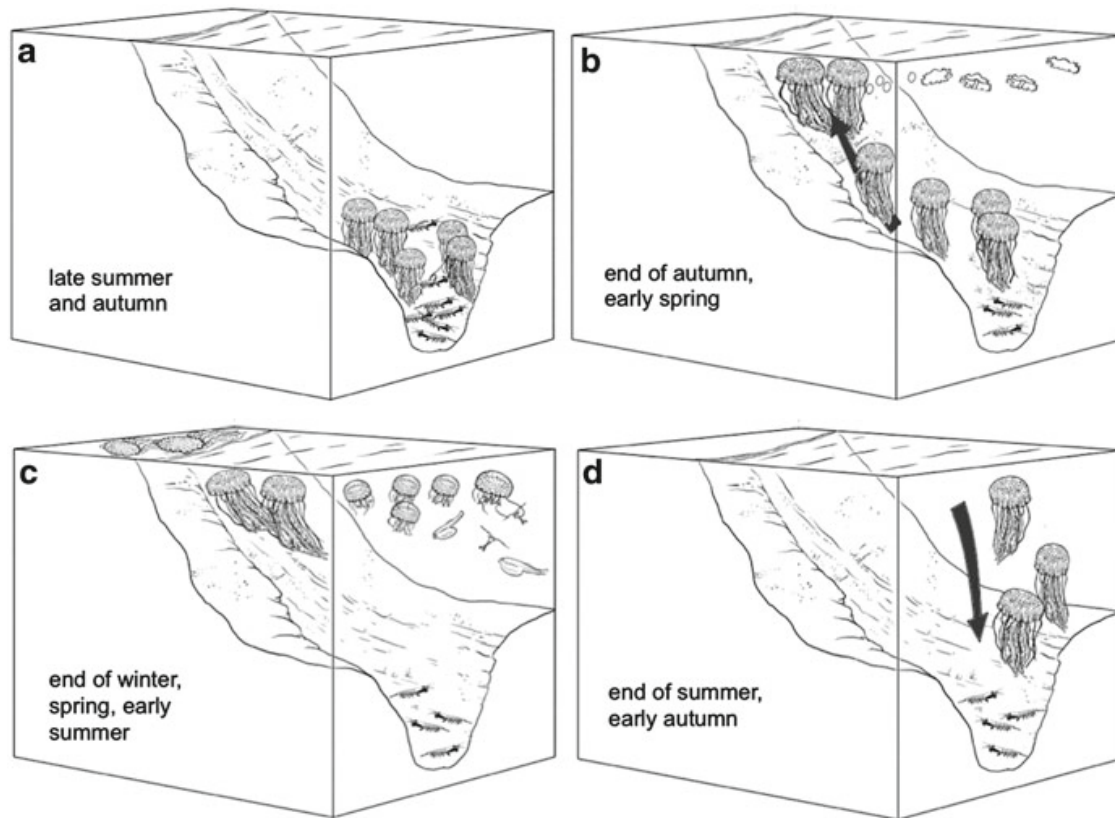 a
late summer
and autumn
b
end of autumn,
early spring
c
end of winter,
spring, early
summer
d
end of summer,
early autumn